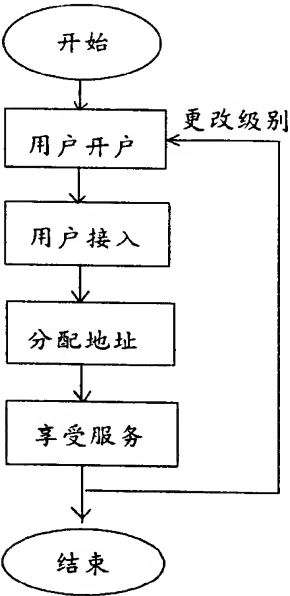 开始
更改级别
用户开户
用户接入
分配地址
享受服务
结束